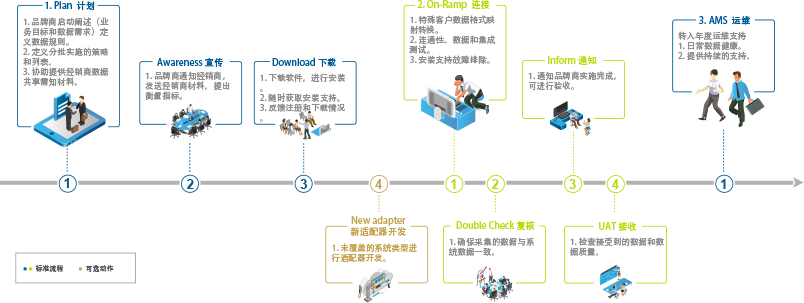 1. Plan 计划
1. 品牌商启动阐述（业
务目标和数据需求）定
义数据规则。
2. 定义分批实施的策略
和列表。
3. 协助提供经销商数据
共享需知材料。
Awareness 宣传
1. 品牌商通知经销商，
发送经销商材料， 提出
衡量指标。
Download 下载
1. 下载软件，进行安装
。
2. 随时获取安装支持。
3. 反馈注册和下载情况
。
2. On-Ramp 连接
1. 特殊客户数据格式映
射转换。
2. 连通性、数据和集成
测试。
3. 安装支持故障排除。
Inform 通知
1. 通知品牌商实施完成，
可进行验收。
3. AMS 运维
转入年度运维支持
1. 日常数据健康。
2. 提供持续的支持。
1
2
3
4
1
2
3
4
1
New adapter
新适配器开发
1. 未覆盖的系统类型进
行适配器开发。
Double Check 复核
1. 确保采集的数据与系
统数据一致。
UAT 接收
1. 检查接受到的数据和数
据质量。
标准流程
可选动作